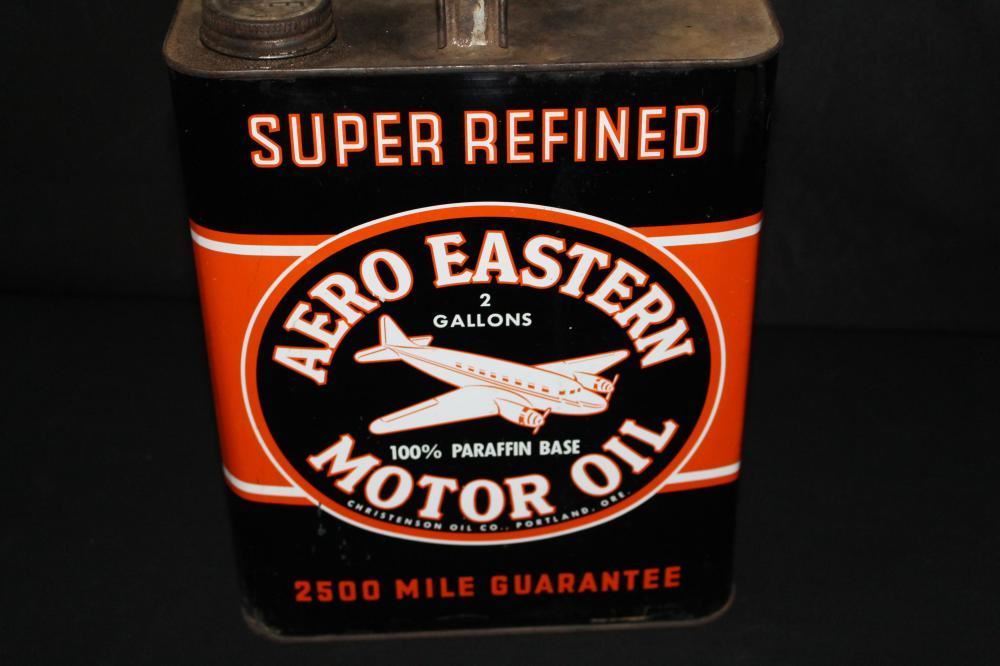 SUPER REFINED
AERO EASTERN
2
GALLONS
100% PARAFFIN BASE
MOTOR OIL
CHRISTENSON OIL CO., PORTLAND, ORE.
2500 MILE GUARANTEE